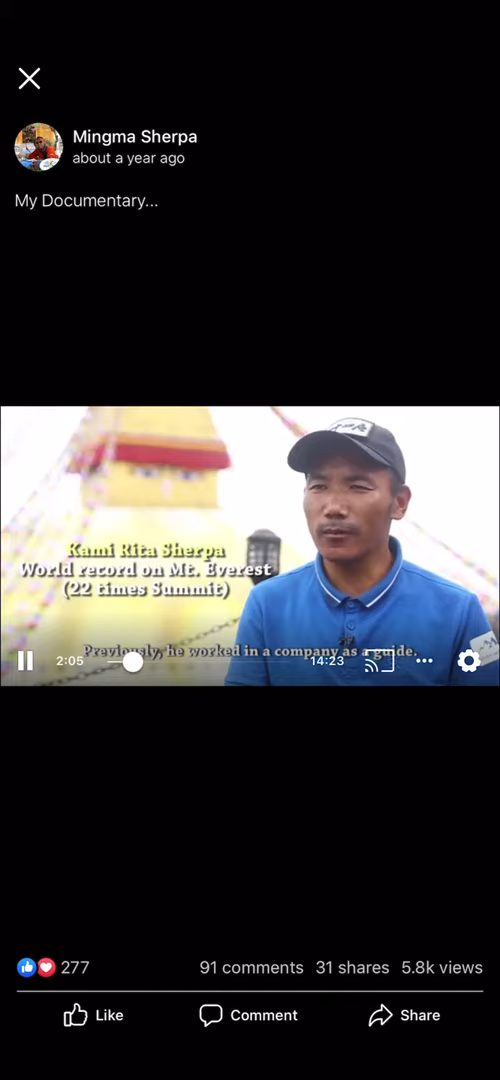 Mingma Sherpa
about a year ago
My Documentary...
Kami Rita Sherpa
World record on Mt. Everest
(22 times Summit)
Previously, he worked in a company as a guide.
2:05
14:23
277
91 comments 31 shares 5.8k views
Like Comment Share